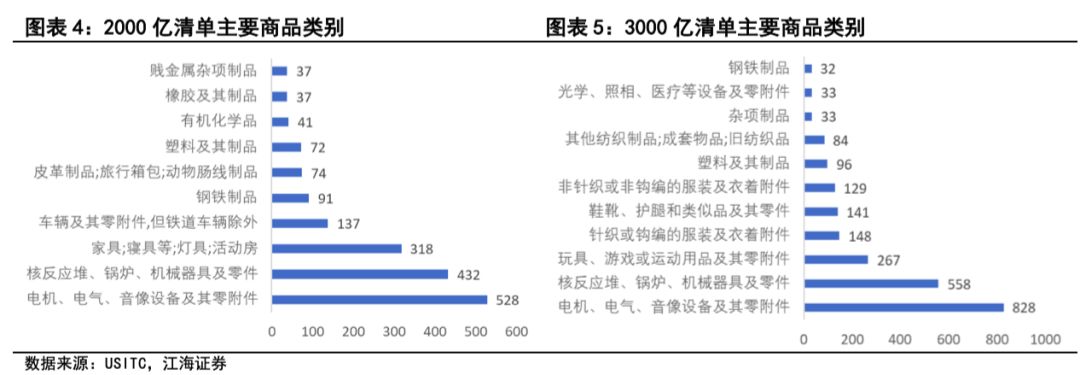 图表 4：2000 亿清单主要商品类别
贱金属杂项制品 37
橡胶及其制品 37
有机化学品 41
塑料及其制品 72
皮革制品;旅行箱包;动物肠线制品 74
钢铁制品 91
车辆及其零附件,但铁道车辆除外 137
家具;寝具等;灯具;活动房 318
核反应堆、锅炉、机械器具及零件 432
电机、电气、音像设备及其零附件 528
0 100 200 300 400 500 600
图表 5：3000 亿清单主要商品类别
钢铁制品 32
光学、照相、医疗等设备及零附件 33
杂项制品 33
其他纺织制品;成套物品;旧纺织品 84
塑料及其制品 96
非针织或非钩编的服装及衣着附件 129
鞋靴、护腿和类似品及其零件 141
针织或钩编的服装及衣着附件 148
玩具、游戏或运动用品及其零附件 267
核反应堆、锅炉、机械器具及零件 558
电机、电气、音像设备及其零附件 828
0 200 400 600 800 1000
数据来源：USITC，江海证券